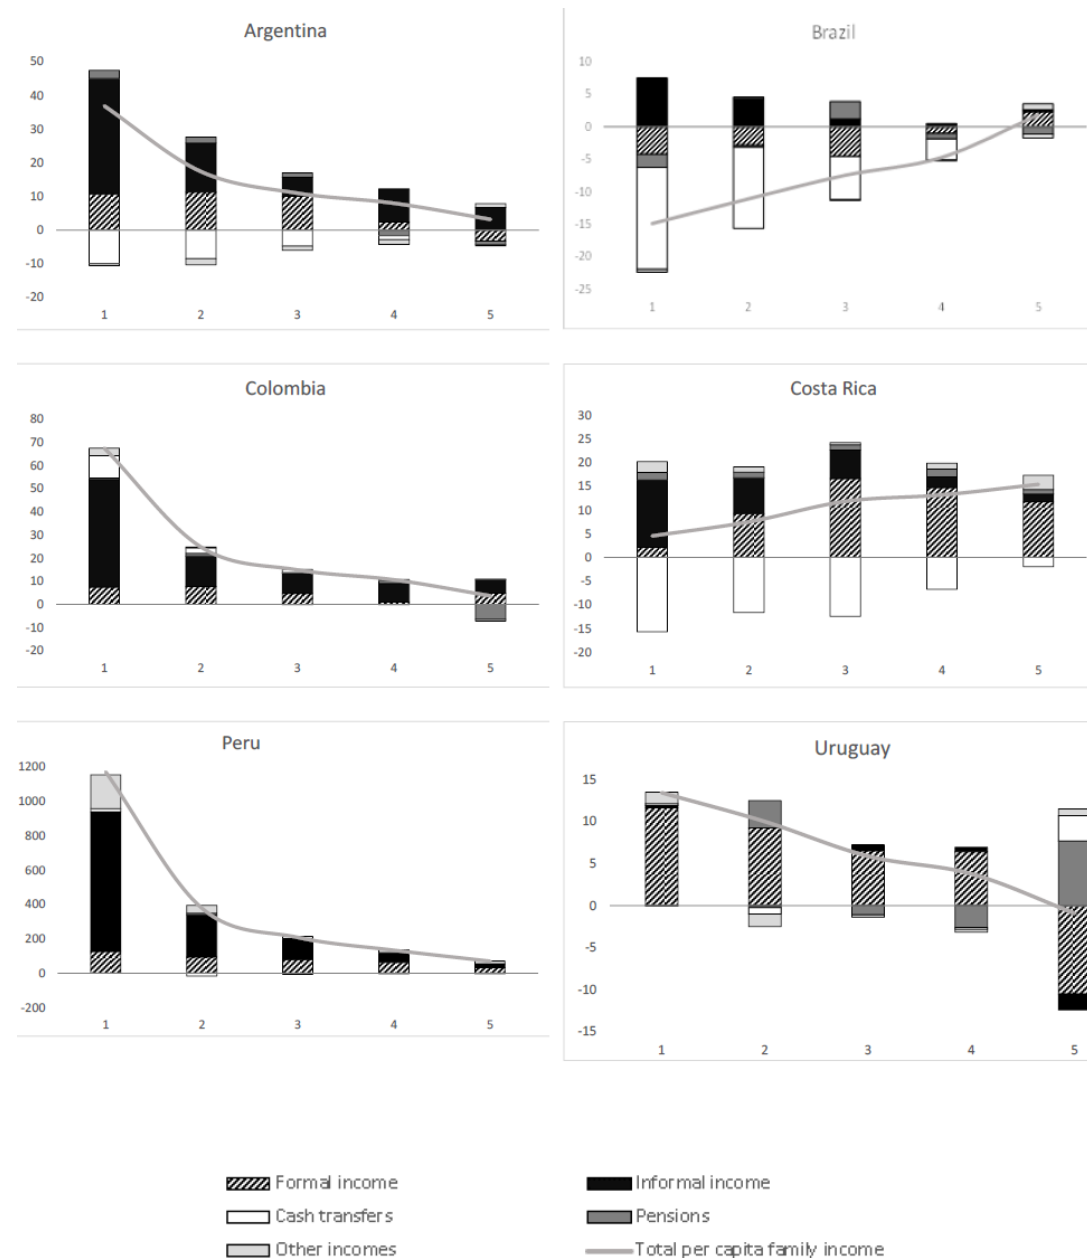 Argentina
50
40
30
20
10
0
-10
-20
1 2 3 4 5
Brazil
10
5
0
-5
-10
-15
-20
-25
1 2 3 4 5
Colombia
80
70
60
50
40
30
20
10
0
-10
-20
1 2 3 4 5
Costa Rica
30
25
20
15
10
5
0
-5
-10
-15
-20
1 2 3 4 5
Peru
1200
1000
800
600
400
200
0
-200
1 2 3 4 5
Uruguay
15
10
5
0
-5
-10
-15
1 2 3 4 5
Formal income
Informal income
Cash transfers
Pensions
Other incomes
Total per capita family income